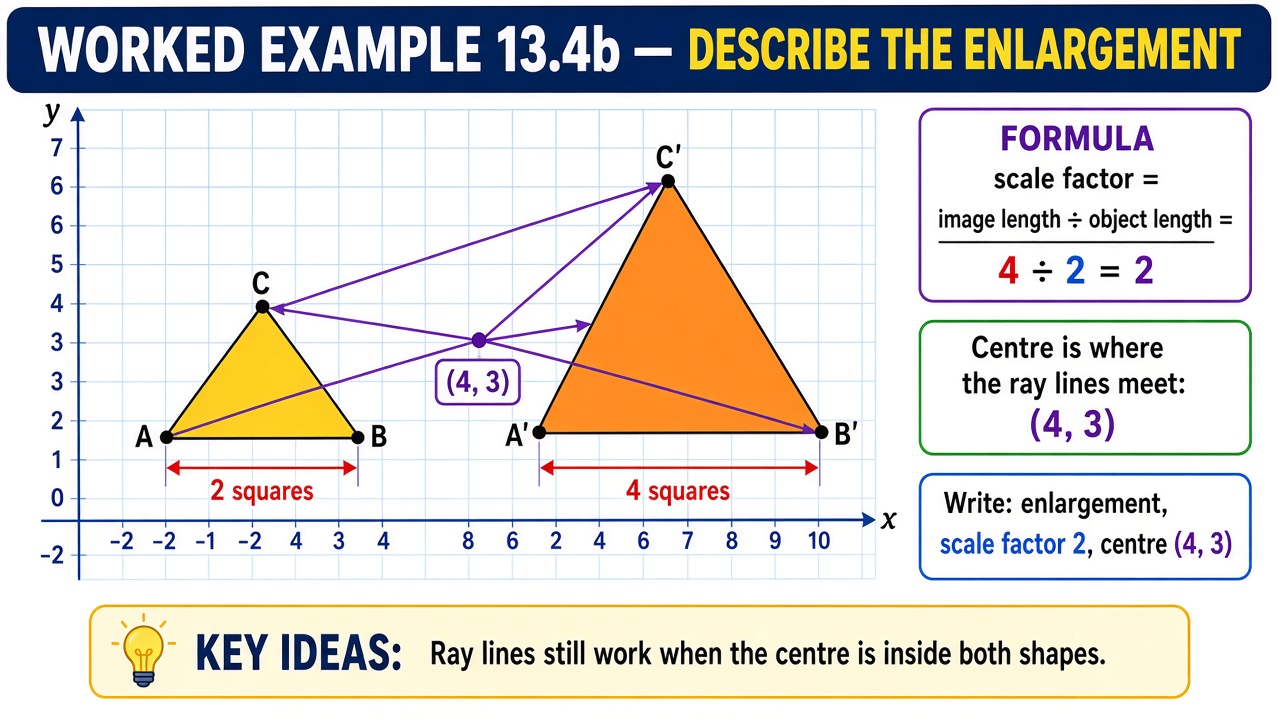 WORKED EXAMPLE 13.4b — DESCRIBE THE ENLARGEMENT
y
7
6
6
5
4
3
3
2
1
0
-2
C
A
B
2 squares
(4, 3)
C'
A'
B'
4 squares
x
-2 -2 -1 -2 4 3 4 8 6 2 4 6 7 8 9 10
FORMULA
scale factor =
image length ÷ object length =
4 ÷ 2 = 2
Centre is where
the ray lines meet:
(4, 3)
Write: enlargement,
scale factor 2, centre (4, 3)
KEY IDEAS: Ray lines still work when the centre is inside both shapes.